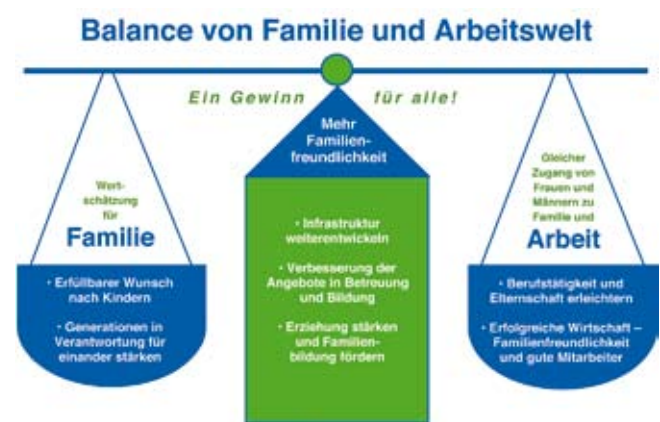 Balance von Familie und Arbeitswelt
Ein Gewinn für alle!
Mehr
Familien-
freundlichkeit
• Infrastruktur
weiterentwickeln
• Verbesserung der
Angebote in Betreuung
und Bildung
• Erziehung stärken
und Familien-
bildung fördern
Wert-
schätzung
für
Familie
• Erfüllbarer Wunsch
nach Kindern
• Generationen in
Verantwortung für
einander stärken
Gleicher
Zugang von
Frauen und
Männern zu
Familie und
Arbeit
• Berufstätigkeit und
Elternschaft erleichtern
• Erfolgreiche Wirtschaft –
Familienfreundlichkeit
und gute Mitarbeiter